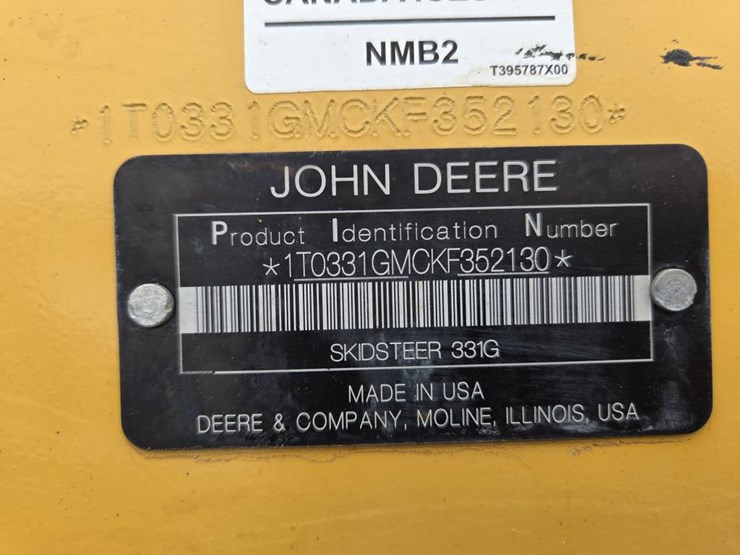 NMB2
T395787X00
*1T0331GMCKF352130*
JOHN DEERE
Product Identification Number
*1T0331GMCKF352130*
SKIDSTEER 331G
MADE IN USA
DEERE & COMPANY, MOLINE, ILLINOIS, USA